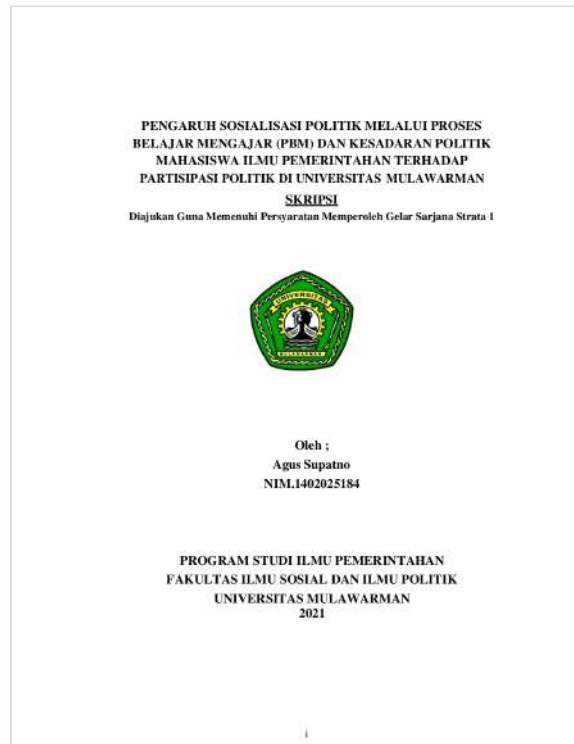 PENGARUH SOSIALISASI POLITIK MELALUI PROSES
BELAJAR MENGAJAR (PBM) DAN KESADARAN POLITIK
MAHASISWA ILMU PEMERINTAHAN TERHADAP
PARTISIPASI POLITIK DI UNIVERSITAS MULAWARMAN
SKRIPSI
Diajukan Guna Memenuhi Persyaratan Memperoleh Gelar Sarjana Strata 1
UNIVERSITAS
MULAWARMAN
Oleh ;
Agus Supatno
NIM.1402025184
PROGRAM STUDI ILMU PEMERINTAHAN
FAKULTAS ILMU SOSIAL DAN ILMU POLITIK
UNIVERSITAS MULAWARMAN
2021
i